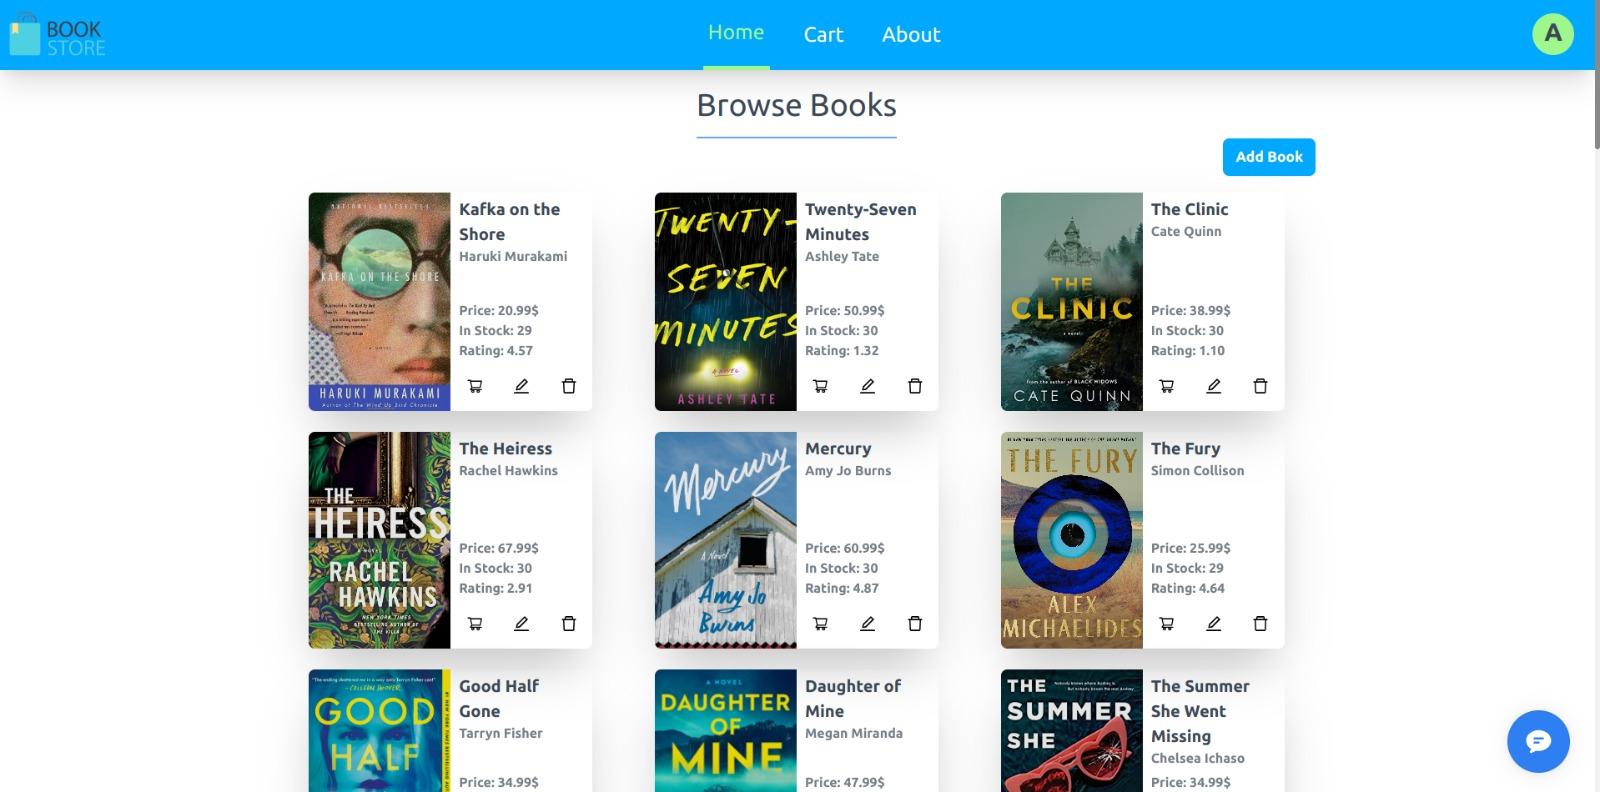 BOOK
STORE
Home
Cart
About
A
Browse Books
Add Book
NATIONAL BESTSELLER
KAFKA ON THE SHORE
HARUKI MURAKAMI
Author of The Wind-Up Bird Chronicle
Kafka on the
Shore
Haruki Murakami
Price: 20.99$
In Stock: 29
Rating: 4.57
TWENTY-
SEVEN
MINUTES
A NOVEL
ASHLEY TATE
Twenty-Seven
Minutes
Ashley Tate
Price: 50.99$
In Stock: 30
Rating: 1.32
THE
CLINIC
a novel
From the author of BLACK WIDOWS
CATE QUINN
The Clinic
Cate Quinn
Price: 38.99$
In Stock: 30
Rating: 1.10
THE
HEIRESS
A NOVEL
RACHEL
HAWKINS
NEW YORK TIMES
BESTSELLING AUTHOR OF
THE VILLA
The Heiress
Rachel Hawkins
Price: 67.99$
In Stock: 30
Rating: 2.91
Mercury
A Novel
Amy Jo
Burns
Mercury
Amy Jo Burns
Price: 60.99$
In Stock: 30
Rating: 4.87
THE FURY
ALEX
MICHAELIDES
The Fury
Simon Collison
Price: 25.99$
In Stock: 29
Rating: 4.64
GOOD
HALF
Good Half
Gone
Tarryn Fisher
Price: 34.99$
A NOVEL
DAUGHTER
OF
MINE
Daughter of
Mine
Megan Miranda
Price: 47.99$
THE
SUMMER
SHE
The Summer
She Went
Missing
Chelsea Ichaso
Price: 34.99$